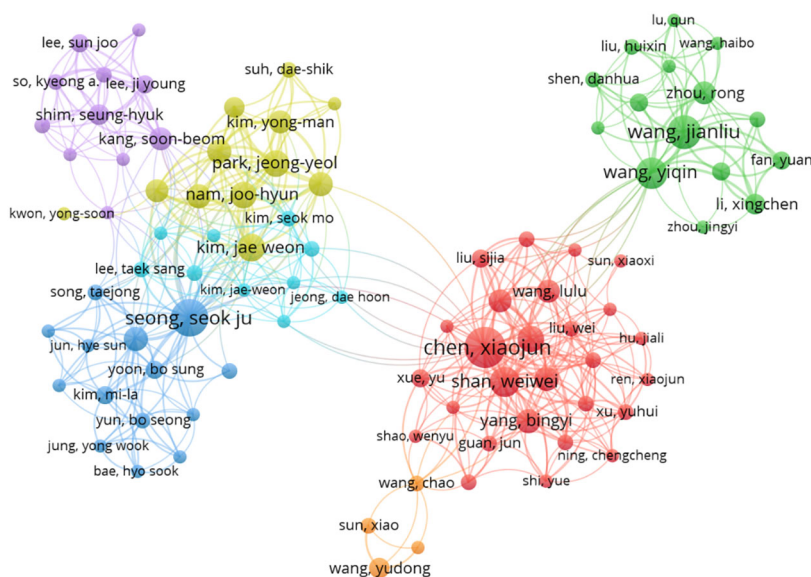 lee, sun joo
so, kyeong a.
lee, ji young
shim, seung-hyuk
kang, soon-beom
kwon, yong-soon
suh, dae-shik
kim, yong-man
park, jeong-yeol
nam, joo-hyun
kim, seok mo
kim, jae weon
lee, taek sang
kim, jae-weon
jeong, dae hoon
song, taejong
seong, seok ju
jun, hye sun
yoon, bo sung
kim, mi-la
yun, bo seong
jung, yong wook
bae, hyo sook
lu, qun
liu, huixin
wang, haibo
shen, danhua
zhou, rong
wang, jianliu
fan, yuan
wang, yiqin
li, xingchen
zhou, jingyi
liu, sijia
sun, xiaoxi
wang, lulu
liu, wei
hu, jiali
chen, xiaojun
xue, yu
shan, weiwei
ren, xiaojun
xu, yuhui
yang, bingyi
shao, wenyu
guan, jun
ning, chengcheng
shi, yue
wang, chao
sun, xiao
wang, yudong